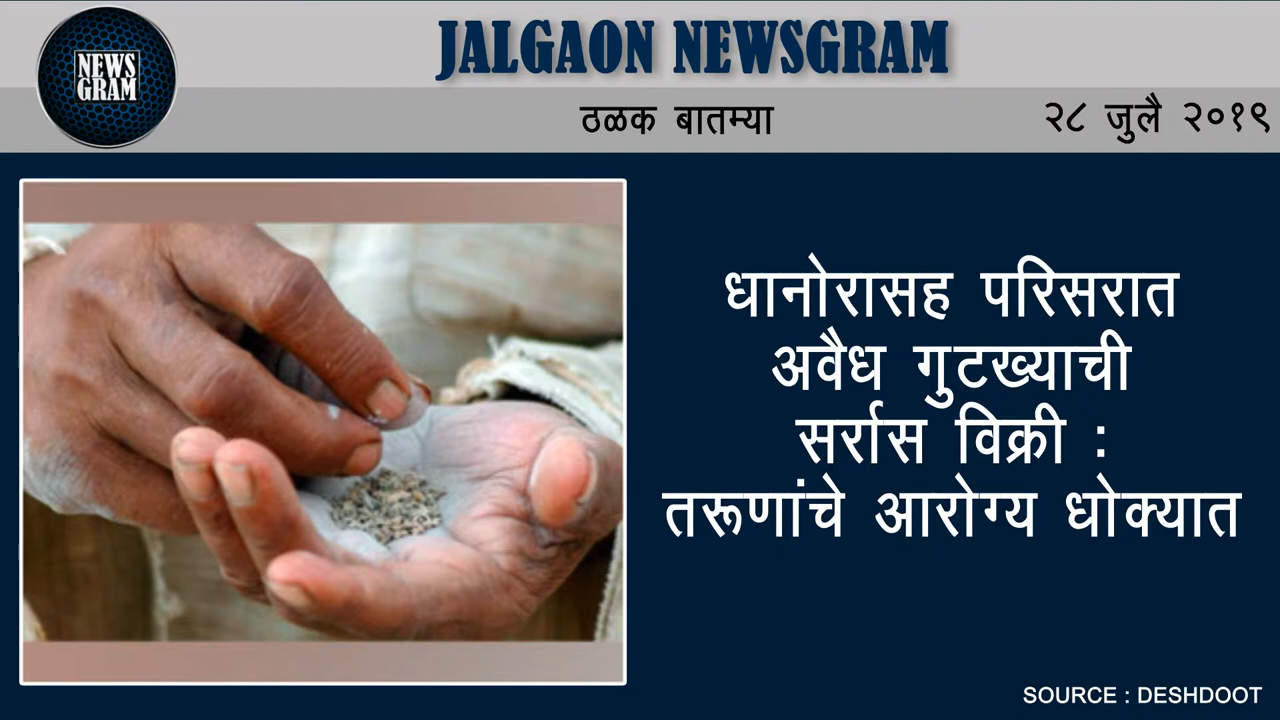 NEWS
GRAM
JALGAON NEWSGRAM
ठळक बातम्या
२८ जुलै २०१९
धानोरासह परिसरात
अवैध गुटख्याची
सर्रास विक्री :
तरूणांचे आरोग्य धोक्यात
SOURCE : DESHDOOT